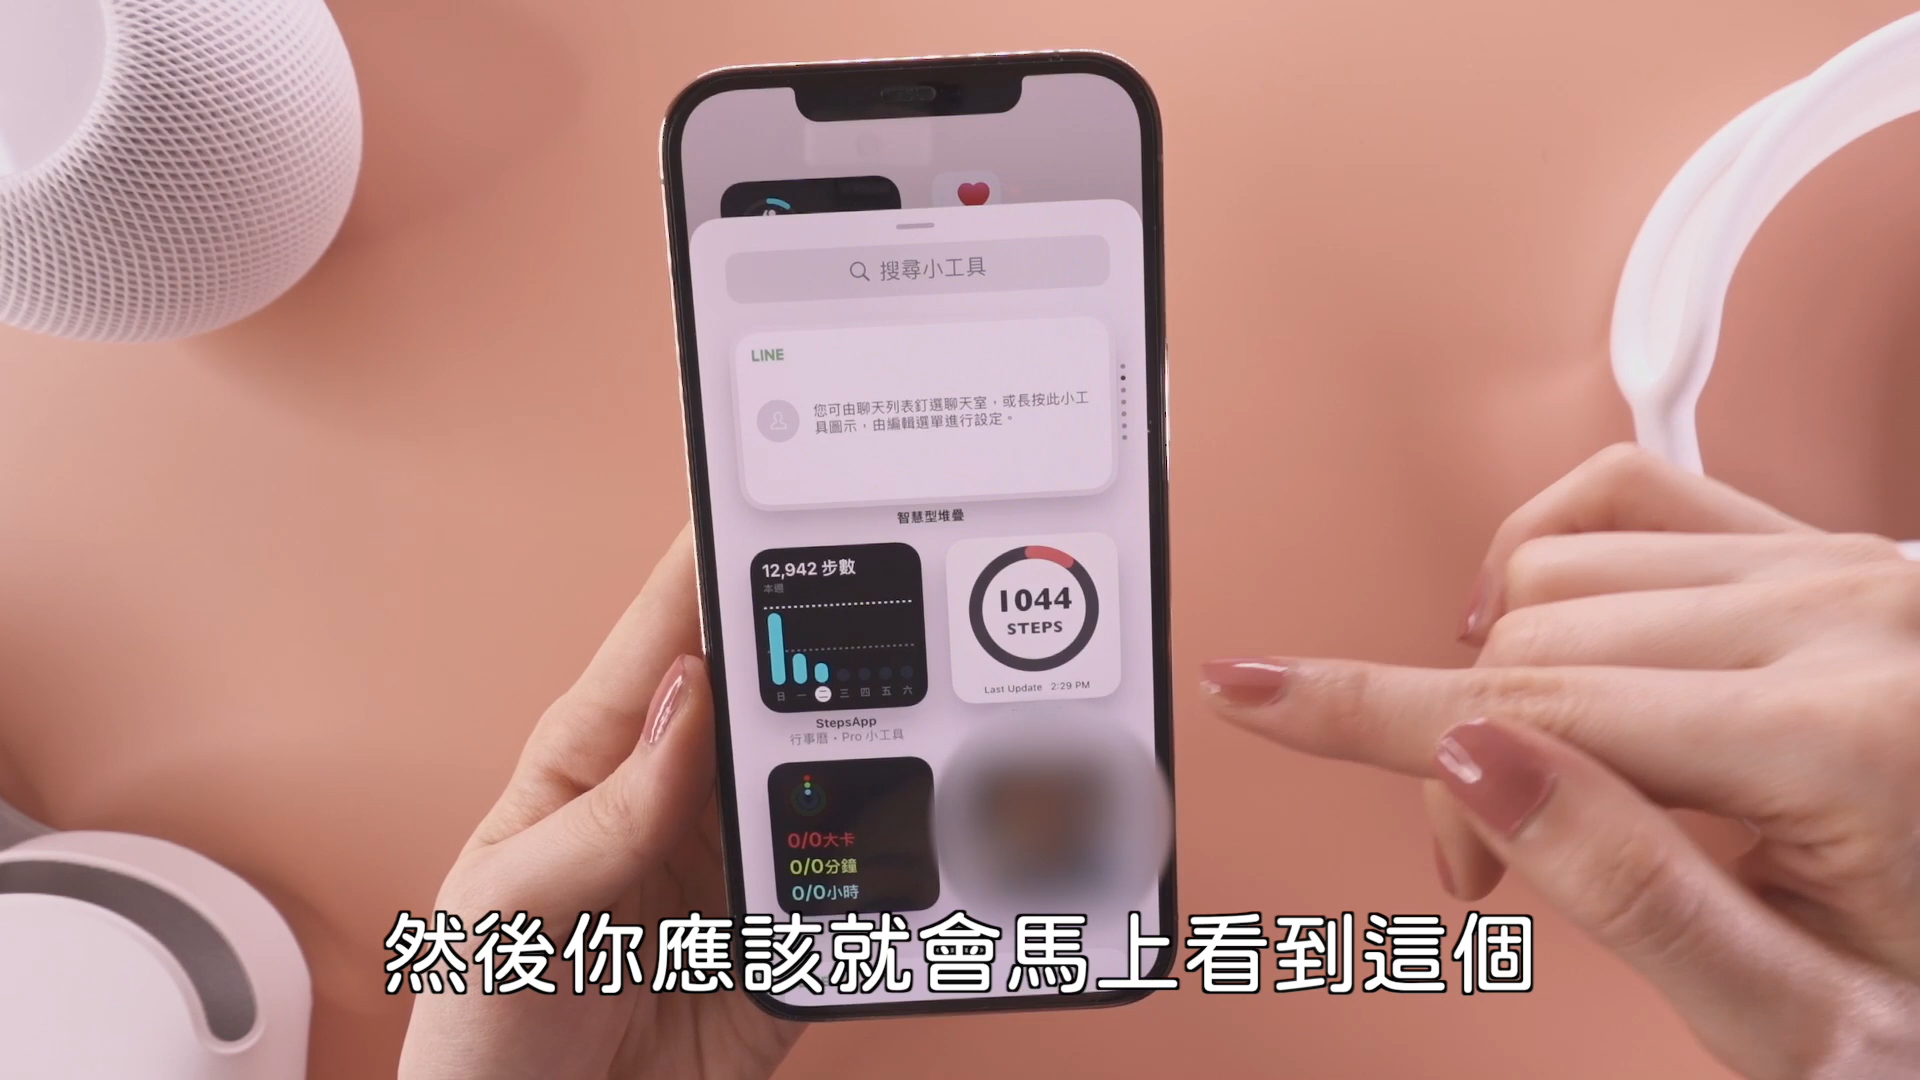 搜尋小工具
LINE
您可由聊天列表釘選聊天室，或長按此小工
具圖示，由編輯選單進行設定。
智慧型堆疊
12,942 步數
本週
日 一 二 三 四 五 六
StepsApp
行事曆・Pro 小工具
1044
STEPS
Last Update 2:29 PM
0/0大卡
0/0分鐘
0/0小時
然後你應該就會馬上看到這個